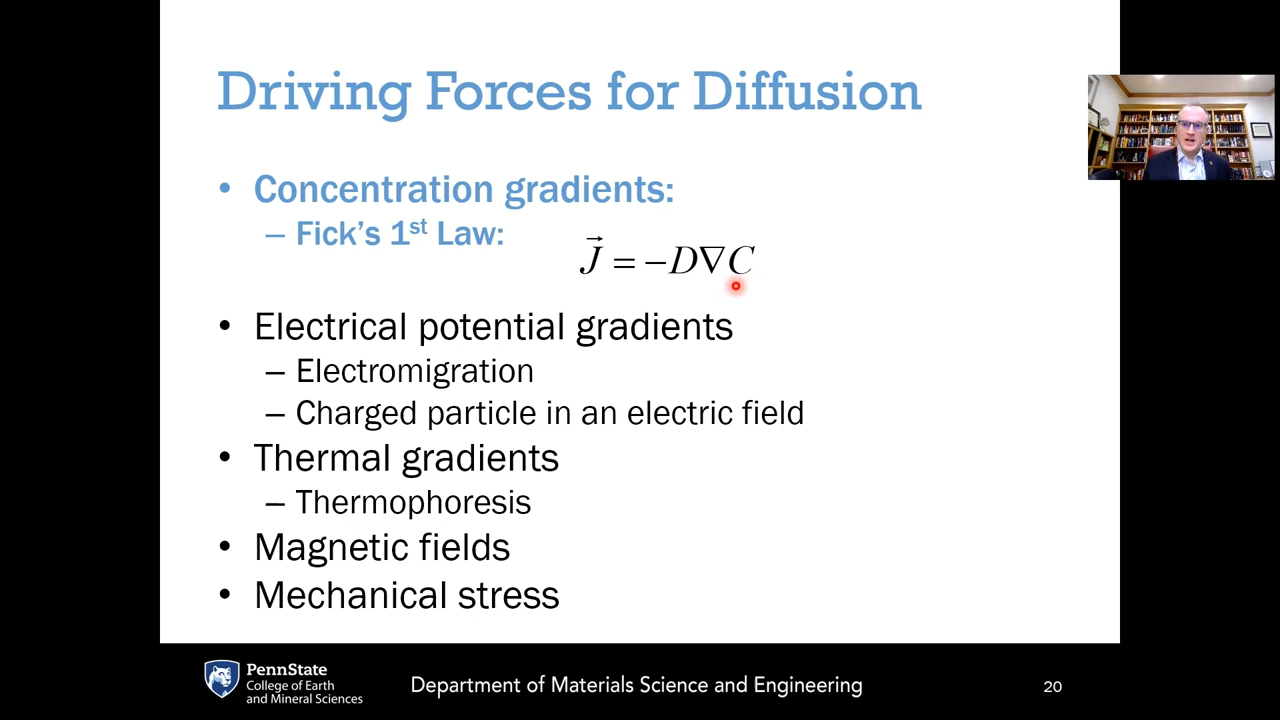 Driving Forces for Diffusion
• Concentration gradients:
– Fick's 1st Law:
J⃗ = −D∇C
• Electrical potential gradients
– Electromigration
– Charged particle in an electric field
• Thermal gradients
– Thermophoresis
• Magnetic fields
• Mechanical stress
PennState
College of Earth
and Mineral Sciences
Department of Materials Science and Engineering
20